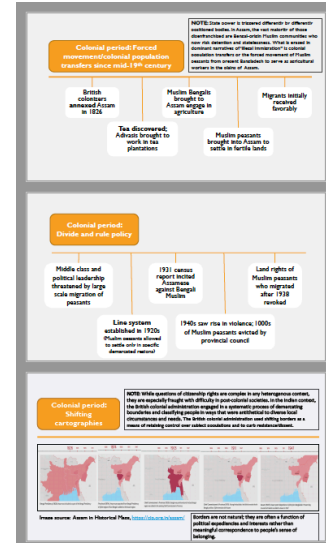 Colonial period: Forced
movement/colonial population
transfers since mid-19th century
NOTE: State power is triggered differently by differently
positioned bodies. In Assam, the vast majority of those
disenfranchised are Bengali-origin Muslim communities who
risk detention and statelessness. What is erased in
dominant narratives of "illegal immigration" is colonial
population transfers or the forced movement of Muslim
peasants from present Bangladesh to serve as agricultural
workers in the plains of Assam.
British
colonizers
annexed Assam
in 1826
Muslim Bengalis
brought to
Assam engage in
agriculture
Migrants initially
received
favorably
Tea discovered;
Adivasis brought to
work in tea
plantations
Muslim peasants
brought into Assam to
settle in fertile lands
Colonial period:
Divide and rule policy
Middle class and
political leadership
threatened by large
scale migration of
peasants
1931 census
report incited
Assamese
against Bengali
Muslim
Land rights of
Muslim peasants
who migrated
after 1938
revoked
Line system
established in 1920s
(Muslim peasants allowed
to settle only in specific
demarcated regions)
1940s saw rise in violence; 1000s
of Muslim peasants evicted by
provincial council
Colonial period:
Shifting
cartographies
NOTE: While questions of citizenship rights are complex in any heterogenous context,
they are especially fraught with difficulty in post-colonial societies. In the Indian context,
the British colonial administration engaged in a systematic process of demarcating
boundaries and classifying people in ways that were antithetical to diverse local
circumstances and needs. The British colonial administration used shifting borders as a
means of retaining control over subject populations and to curb resistance/dissent.
Image source: Assam in Historical Maps,
Borders are not natural; they are often a function of
political expediencies and interests rather than
meaningful correspondence to people's sense of
belonging.